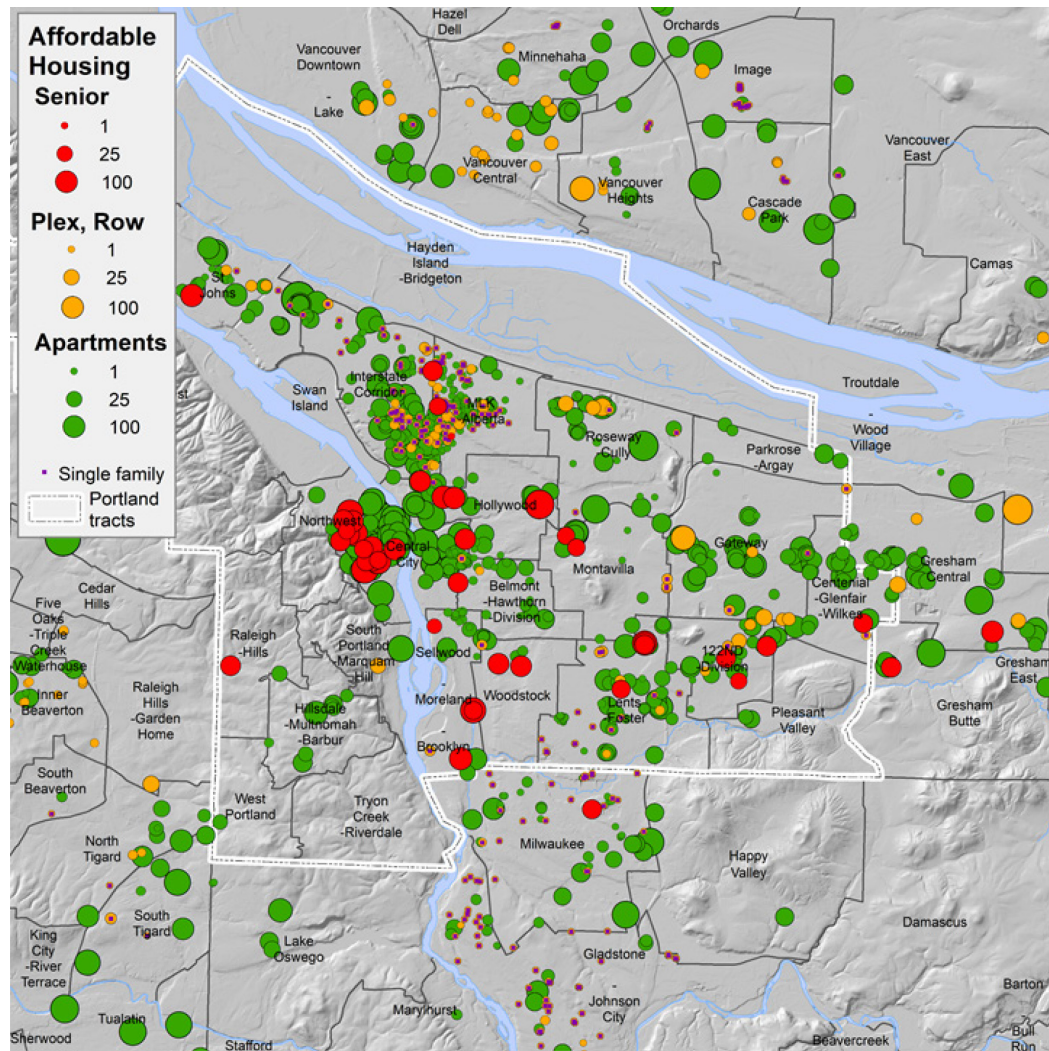 Affordable
Housing
Senior
1
25
100
Plex, Row
1
25
100
Apartments
1
25
100
Single family
Portland
tracts
Hazel
Dell
Orchards
Vancouver
Downtown
-
Lake
Minnehaha
Image
Vancouver
East
Vancouver
Central
Vancouver
Heights
Cascade
Park
Hayden
Island
-Bridgeton
Camas
St
Johns
Troutdale
-
Wood
Village
Swan
Island
Interstate
Corridor
MLK
Alberta
st
Roseway
-Cully
Parkrose
-Argay
Northwest
Hollywood
Central
City
Gateway
Montavilla
Gresham
Central
Centenial
-Glenfair
-Wilkes
Cedar
Hills
Belmont
-Hawthorn
-Division
Five
Oaks
-Triple
Creek
-Waterhouse
-
Inner
Beaverton
Raleigh
-Hills
South
Portland
Marquam
Hill
Sellwood
-
Moreland
-
Brooklyn
122ND
-Division
Gresham
East
Raleigh
Hills
-Garden
Home
Woodstock
Lents
-Foster
Gresham
Butte
Hillsdale
-Multnomah
-Barbur
Pleasant
Valley
South
Beaverton
West
Portland
Tryon
Creek
-Riverdale
North
Tigard
Milwaukee
Happy
Valley
South
Tigard
Damascus
King
City
-River
Terrace
Lake
Oswego
Gladstone
Barton
Marylhurst
Johnson
City
Tualatin
Sherwood
Stafford
Beavercreek
Bull
Run